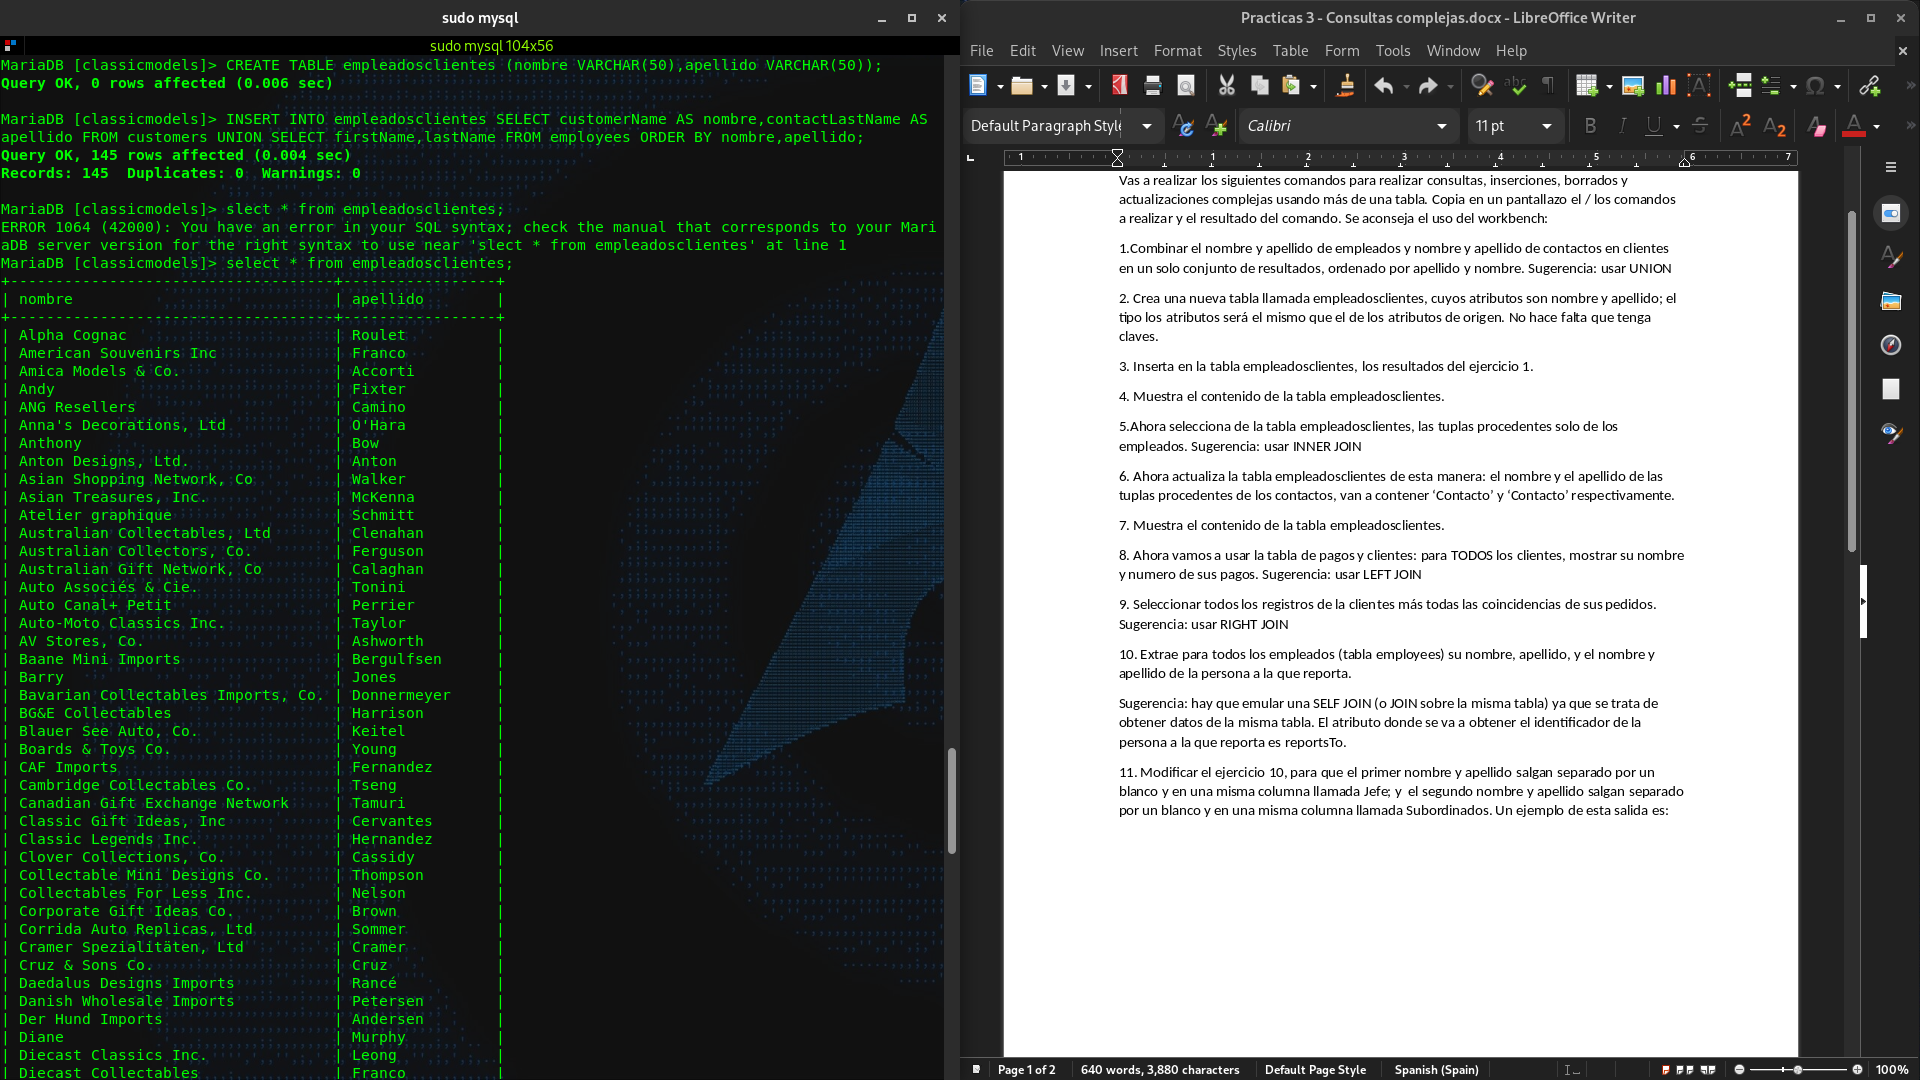 sudo mysql
sudo mysql 104x56
MariaDB [classicmodels]> CREATE TABLE empleadosclientes (nombre VARCHAR(50),apellido VARCHAR(50));
Query OK, 0 rows affected (0.006 sec)
MariaDB [classicmodels]> INSERT INTO empleadosclientes SELECT customerName AS nombre,contactLastName AS
apellido FROM customers UNION SELECT firstName,lastName FROM employees ORDER BY nombre,apellido;
Query OK, 145 rows affected (0.004 sec)
Records: 145  Duplicates: 0  Warnings: 0
MariaDB [classicmodels]> slect * from empleadosclientes;
ERROR 1064 (42000): You have an error in your SQL syntax; check the manual that corresponds to your Mari
aDB server version for the right syntax to use near 'slect * from empleadosclientes' at line 1
MariaDB [classicmodels]> select * from empleadosclientes;
+-----------------------------------+----------------+
| nombre | apellido |
+-----------------------------------+----------------+
| Alpha Cognac | Roulet |
| American Souvenirs Inc | Franco |
| Amica Models & Co. | Accorti |
| Andy | Fixter |
| ANG Resellers | Camino |
| Anna's Decorations, Ltd | O'Hara |
| Anthony | Bow |
| Anton Designs, Ltd. | Anton |
| Asian Shopping Network, Co | Walker |
| Asian Treasures, Inc. | McKenna |
| Atelier graphique | Schmitt |
| Australian Collectables, Ltd | Clenahan |
| Australian Collectors, Co. | Ferguson |
| Australian Gift Network, Co | Calaghan |
| Auto Associés & Cie. | Tonini |
| Auto Canal+ Petit | Perrier |
| Auto-Moto Classics Inc. | Taylor |
| AV Stores, Co. | Ashworth |
| Baane Mini Imports | Bergulfsen |
| Barry | Jones |
| Bavarian Collectables Imports, Co. | Donnermeyer |
| BG&E Collectables | Harrison |
| Blauer See Auto, Co. | Keitel |
| Boards & Toys Co. | Young |
| CAF Imports | Fernandez |
| Cambridge Collectables Co. | Tseng |
| Canadian Gift Exchange Network | Tamuri |
| Classic Gift Ideas, Inc | Cervantes |
| Classic Legends Inc. | Hernandez |
| Clover Collections, Co. | Cassidy |
| Collectable Mini Designs Co. | Thompson |
| Collectables For Less Inc. | Nelson |
| Corporate Gift Ideas Co. | Brown |
| Corrida Auto Replicas, Ltd | Sommer |
| Cramer Spezialitäten, Ltd | Cramer |
| Cruz & Sons Co. | Cruz |
| Daedalus Designs Imports | Rancé |
| Danish Wholesale Imports | Petersen |
| Der Hund Imports | Andersen |
| Diane | Murphy |
| Diecast Classics Inc. | Leong |
| Diecast Collectables | Franco |
Practicas 3 - Consultas complejas.docx - LibreOffice Writer
File Edit View Insert Format Styles Table Form Tools Window Help
Default Paragraph Style Calibri 11 pt
1 1 2 3 4 5 6 7
Vas a realizar los siguientes comandos para realizar consultas, inserciones, borrados y
actualizaciones complejas usando más de una tabla. Copia en un pantallazo el / los comandos
a realizar y el resultado del comando. Se aconseja el uso del workbench:
1.Combinar el nombre y apellido de empleados y nombre y apellido de contactos en clientes
en un solo conjunto de resultados, ordenado por apellido y nombre. Sugerencia: usar UNION
2. Crea una nueva tabla llamada empleadosclientes, cuyos atributos son nombre y apellido; el
tipo los atributos será el mismo que el de los atributos de origen. No hace falta que tenga
claves.
3. Inserta en la tabla empleadosclientes, los resultados del ejercicio 1.
4. Muestra el contenido de la tabla empleadosclientes.
5.Ahora selecciona de la tabla empleadosclientes, las tuplas procedentes solo de los
empleados. Sugerencia: usar INNER JOIN
6. Ahora actualiza la tabla empleadosclientes de esta manera: el nombre y el apellido de las
tuplas procedentes de los contactos, van a contener ‘Contacto’ y ‘Contacto’ respectivamente.
7. Muestra el contenido de la tabla empleadosclientes.
8. Ahora vamos a usar la tabla de pagos y clientes: para TODOS los clientes, mostrar su nombre
y numero de sus pagos. Sugerencia: usar LEFT JOIN
9. Seleccionar todos los registros de la clientes más todas las coincidencias de sus pedidos.
Sugerencia: usar RIGHT JOIN
10. Extrae para todos los empleados (tabla employees) su nombre, apellido, y el nombre y
apellido de la persona a la que reporta.
Sugerencia: hay que emular una SELF JOIN (o JOIN sobre la misma tabla) ya que se trata de
obtener datos de la misma tabla. El atributo donde se va a obtener el identificador de la
persona a la que reporta es reportsTo.
11. Modificar el ejercicio 10, para que el primer nombre y apellido salgan separado por un
blanco y en una misma columna llamada Jefe; y  el segundo nombre y apellido salgan separado
por un blanco y en una misma columna llamada Subordinados. Un ejemplo de esta salida es:
Page 1 of 2 640 words, 3,880 characters Default Page Style Spanish (Spain) 100%